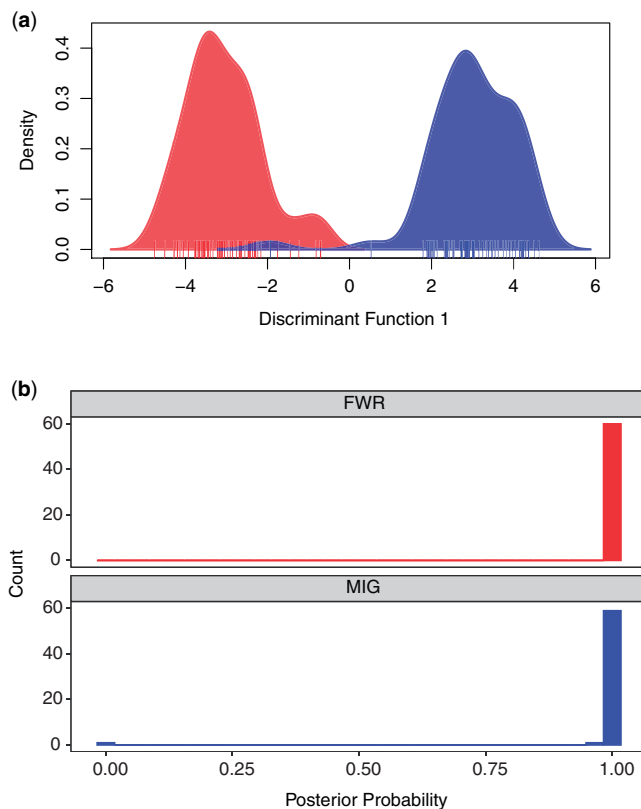 (a)
Density
0.4
0.3
0.2
0.1
0.0
−6 −4 −2 0 2 4 6
Discriminant Function 1
(b)
FWR
60
40
20
0
Count
MIG
60
40
20
0
0.00 0.25 0.50 0.75 1.00
Posterior Probability